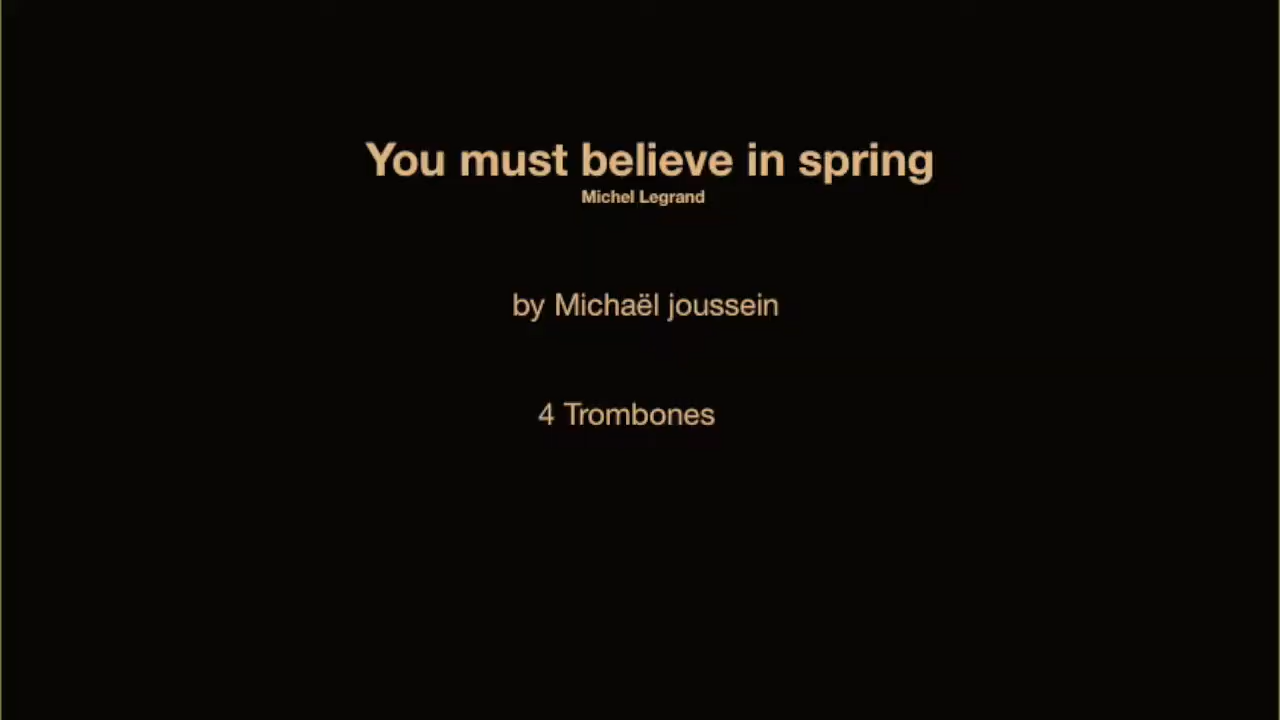 You must believe in spring
Michel Legrand
by Michaël joussein
4 Trombones